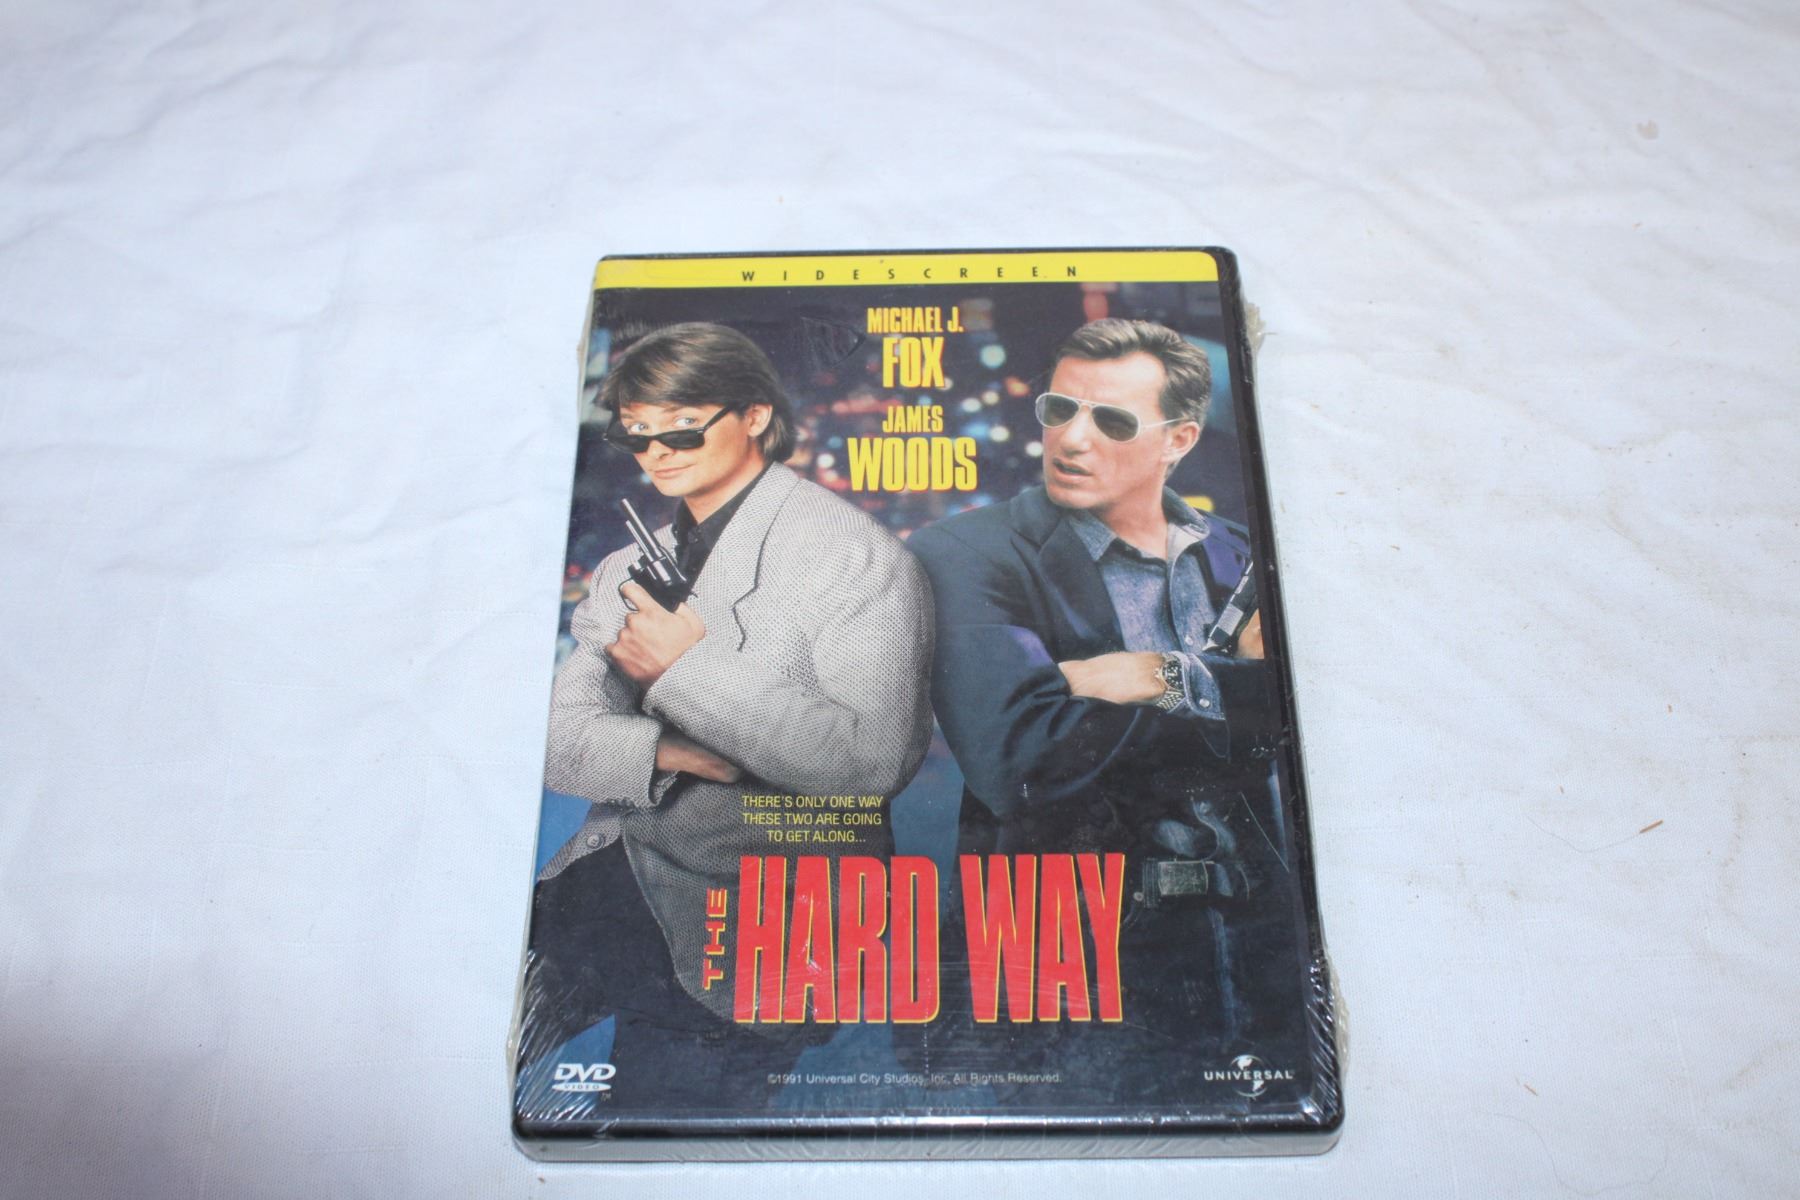 WIDESCREEN
MICHAEL J.
FOX
JAMES
WOODS
THERE'S ONLY ONE WAY
THESE TWO ARE GOING
TO GET ALONG...
THE HARD WAY
DVD
VIDEO
TM
©1991 Universal City Studios, Inc. All Rights Reserved.
UNIVERSAL